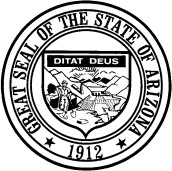 GREAT SEAL OF THE STATE OF ARIZONA
DITAT DEUS
1912